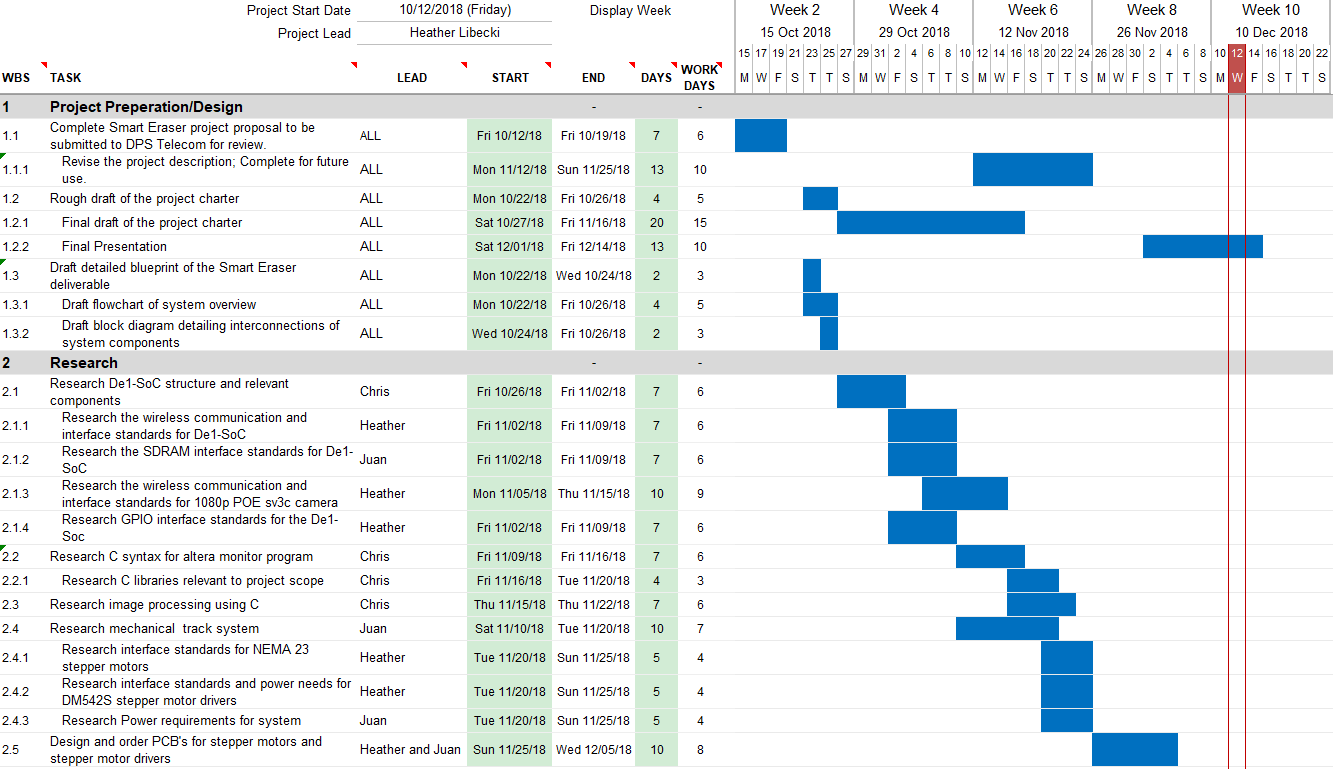 Project Start Date 10/12/2018 (Friday) Display Week Week 2 Week 4 Week 6 Week 8 Week 10
Project Lead Heather Libecki 15 Oct 2018 29 Oct 2018 12 Nov 2018 26 Nov 2018 10 Dec 2018
15 17 19 21 23 25 27 29 31 2 4 6 8 10 12 14 16 18 20 22 24 26 28 30 2 4 6 8 10 12 14 16 18 20 22
WBS TASK LEAD START END DAYS WORK DAYS M W F S T T S M W F S T T S M W F S T T S M W F S T T S M W F S T T S
1 Project Preperation/Design - -
1.1 Complete Smart Eraser project proposal to be
submitted to DPS Telecom for review. ALL Fri 10/12/18 Fri 10/19/18 7 6
1.1.1 Revise the project description; Complete for future
use. ALL Mon 11/12/18 Sun 11/25/18 13 10
1.2 Rough draft of the project charter ALL Mon 10/22/18 Fri 10/26/18 4 5
1.2.1 Final draft of the project charter ALL Sat 10/27/18 Fri 11/16/18 20 15
1.2.2 Final Presentation ALL Sat 12/01/18 Fri 12/14/18 13 10
1.3 Draft detailed blueprint of the Smart Eraser
deliverable ALL Mon 10/22/18 Wed 10/24/18 2 3
1.3.1 Draft flowchart of system overview ALL Mon 10/22/18 Fri 10/26/18 4 5
1.3.2 Draft block diagram detailing interconnections of
system components ALL Wed 10/24/18 Fri 10/26/18 2 3
2 Research - -
2.1 Research De1-SoC structure and relevant
components Chris Fri 10/26/18 Fri 11/02/18 7 6
2.1.1 Research the wireless communication and
interface standards for De1-SoC Heather Fri 11/02/18 Fri 11/09/18 7 6
2.1.2 Research the SDRAM interface standards for De1-
SoC Juan Fri 11/02/18 Fri 11/09/18 7 6
2.1.3 Research the wireless communication and
interface standards for 1080p POE sv3c camera Heather Mon 11/05/18 Thu 11/15/18 10 9
2.1.4 Research GPIO interface standards for the De1-
Soc Heather Fri 11/02/18 Fri 11/09/18 7 6
2.2 Research C syntax for altera monitor program Chris Fri 11/09/18 Fri 11/16/18 7 6
2.2.1 Research C libraries relevant to project scope Chris Fri 11/16/18 Tue 11/20/18 4 3
2.3 Research image processing using C Chris Thu 11/15/18 Thu 11/22/18 7 6
2.4 Research mechanical track system Juan Sat 11/10/18 Tue 11/20/18 10 7
2.4.1 Research interface standards for NEMA 23
stepper motors Heather Tue 11/20/18 Sun 11/25/18 5 4
2.4.2 Research interface standards and power needs for
DM542S stepper motor drivers Heather Tue 11/20/18 Sun 11/25/18 5 4
2.4.3 Research Power requirements for system Juan Tue 11/20/18 Sun 11/25/18 5 4
2.5 Design and order PCB's for stepper motors and
stepper motor drivers Heather and Juan Sun 11/25/18 Wed 12/05/18 10 8